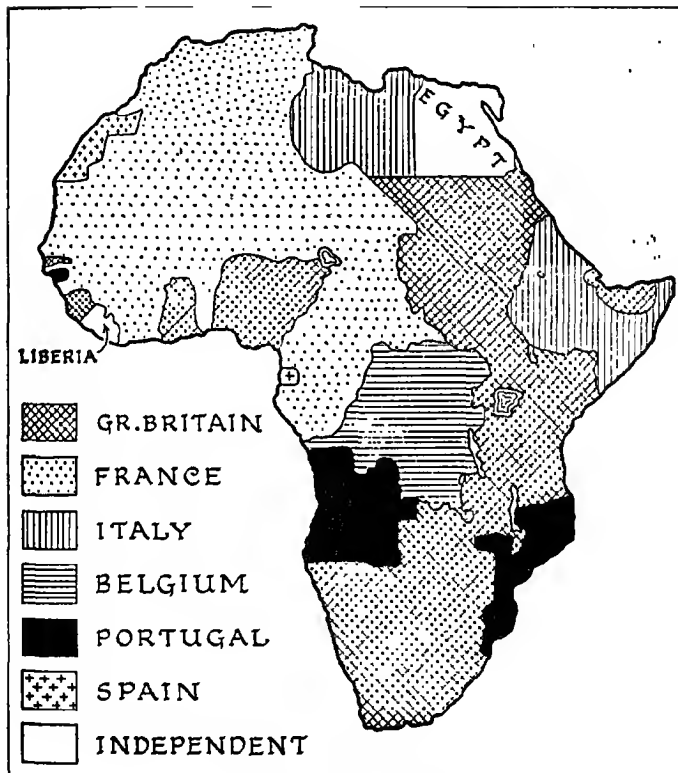 EGYPT
LIBERIA
GR. BRITAIN
FRANCE
ITALY
BELGIUM
PORTUGAL
SPAIN
INDEPENDENT